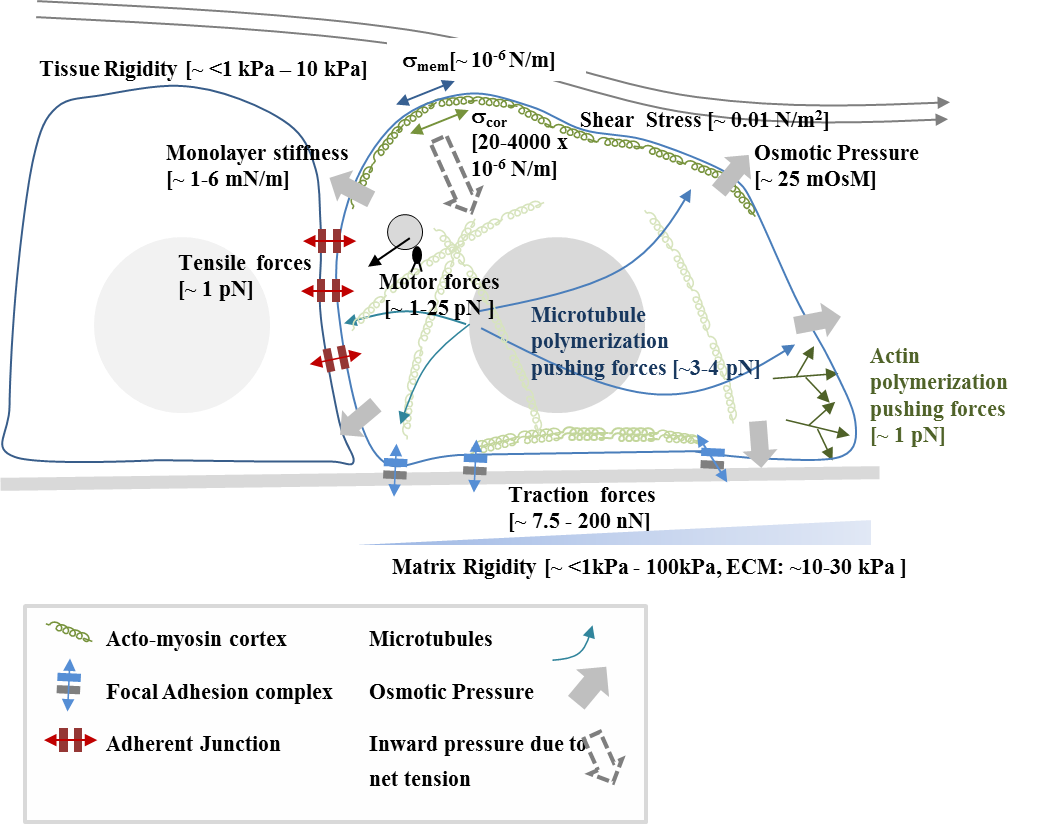 Tissue Rigidity [~ <1 kPa – 10 kPa]
σmem[~ 10-6 N/m]
σcor
[20-4000 x
10-6 N/m]
Shear Stress [~ 0.01 N/m2]
Monolayer stiffness
[~ 1-6 mN/m]
Osmotic Pressure
[~ 25 mOsM]
Tensile forces
[~ 1 pN]
Motor forces
[~ 1-25 pN ]
Microtubule
polymerization
pushing forces [~3-4 pN]
Actin
polymerization
pushing forces
[~ 1 pN]
Traction forces
[~ 7.5 - 200 nN]
Matrix Rigidity [~ <1kPa - 100kPa, ECM: ~10-30 kPa ]
Acto-myosin cortex
Focal Adhesion complex
Adherent Junction
Microtubules
Osmotic Pressure
Inward pressure due to
net tension